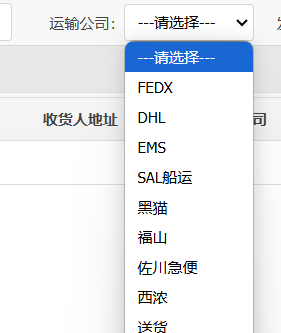 运输公司：
---请选择---
---请选择---
收货人地址
司
FEDX
DHL
EMS
SAL船运
黑猫
福山
佐川急便
西浓
送货